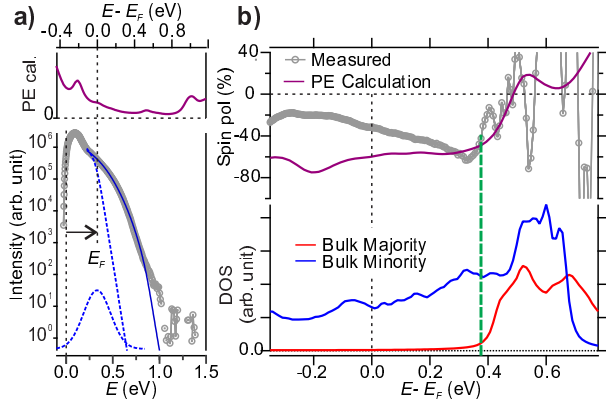 a)
E- E_F (eV)
-0.4 0.0 0.4 0.8
PE cal.
0
10^6
10^5
10^4
10^3
10^2
10^1
10^0
Intensity (arb. unit)
E_F
0.0 0.5 1.0 1.5
E (eV)
b)
40
0
-40
-80
Spin pol (%)
Measured
PE Calculation
DOS
(arb. unit)
Bulk Majority
Bulk Minority
0.0
-0.2 0.0 0.2 0.4 0.6
E- E_F (eV)